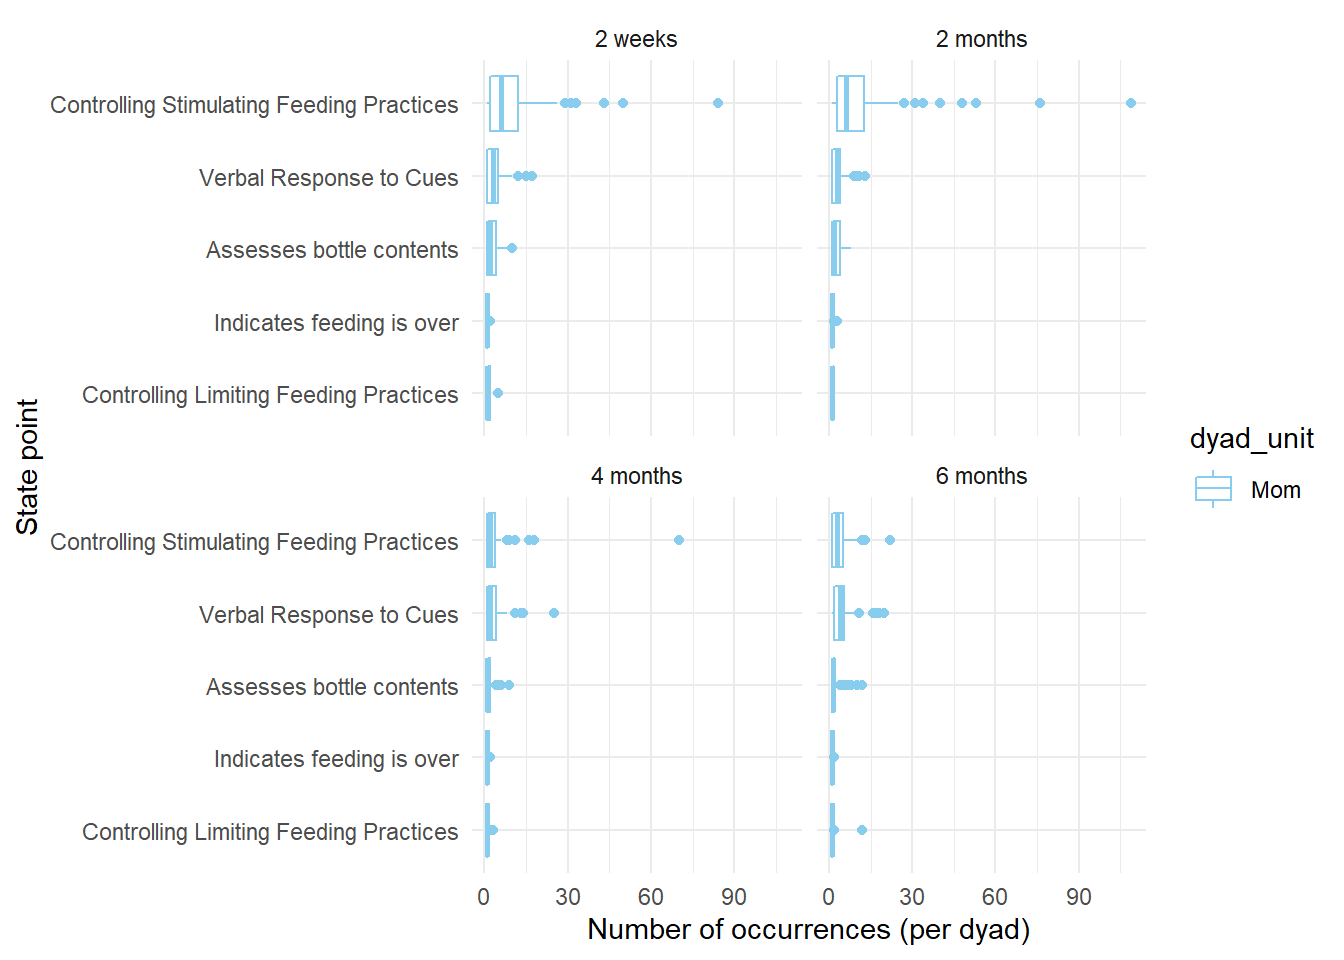 2 weeks
2 months
Controlling Stimulating Feeding Practices
Verbal Response to Cues
Assesses bottle contents
Indicates feeding is over
Controlling Limiting Feeding Practices
State point
dyad_unit
Mom
4 months
6 months
Controlling Stimulating Feeding Practices
Verbal Response to Cues
Assesses bottle contents
Indicates feeding is over
Controlling Limiting Feeding Practices
0 30 60 90
0 30 60 90
Number of occurrences (per dyad)